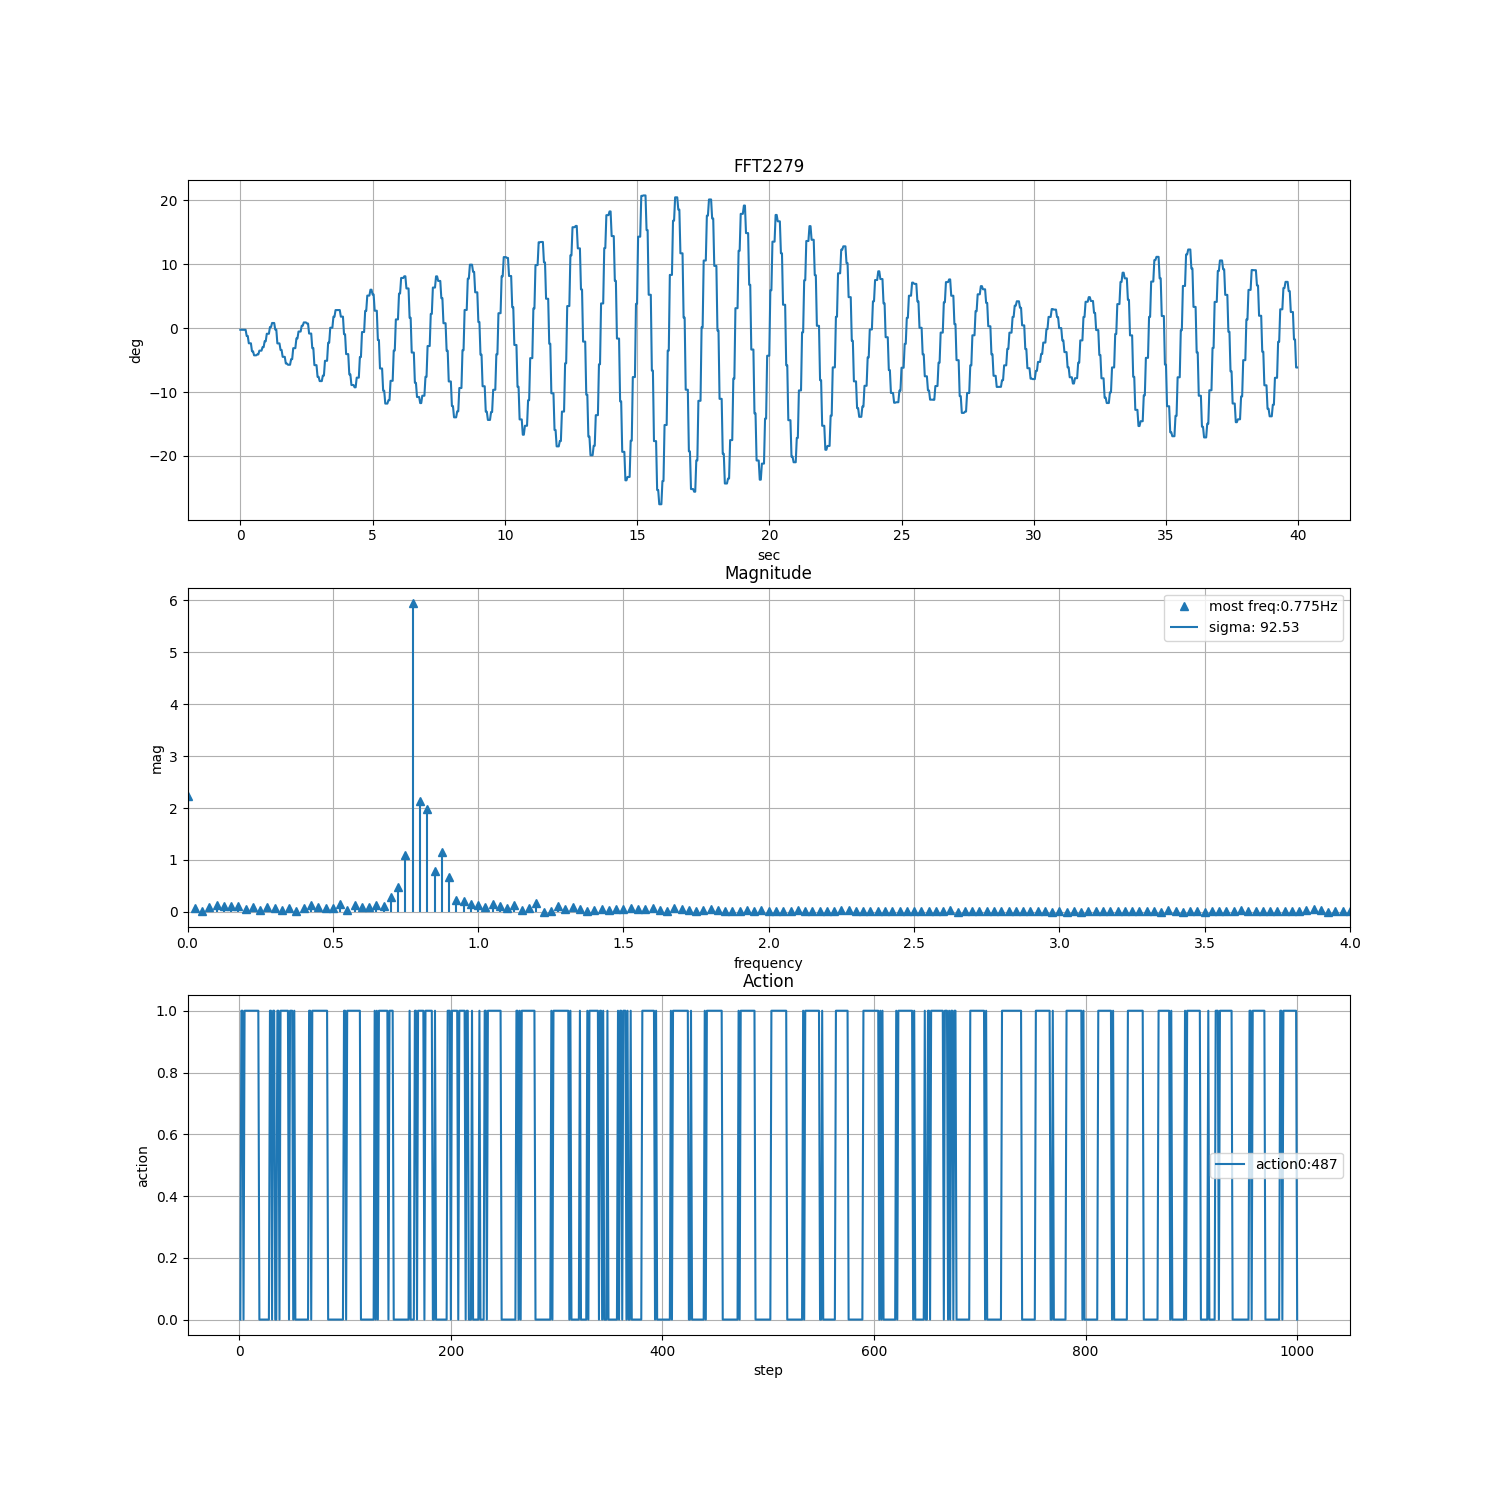 FFT2279
20
10
0
−10
−20
deg
0 5 10 15 20 25 30 35 40
sec
Magnitude
6
5
4
3
2
1
0
mag
most freq:0.775Hz
sigma: 92.53
0.0 0.5 1.0 1.5 2.0 2.5 3.0 3.5 4.0
frequency
Action
1.0
0.8
0.6
0.4
0.2
0.0
action
action0:487
0 200 400 600 800 1000
step